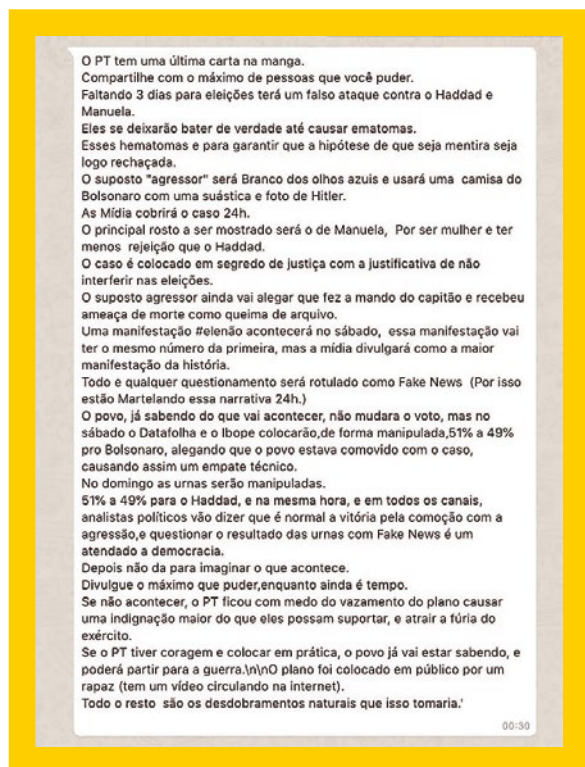 O PT tem uma última carta na manga.
Compartilhe com o máximo de pessoas que você puder.
Faltando 3 dias para eleições terá um falso ataque contra o Haddad e
Manuela.
Eles se deixarão bater de verdade até causar ematomas.
Esses hematomas e para garantir que a hipótese de que seja mentira seja
logo rechaçada.
O suposto "agressor" será Branco dos olhos azuis e usará uma camisa do
Bolsonaro com uma suástica e foto de Hitler.
As Mídia cobrirá o caso 24h.
O principal rosto a ser mostrado será o de Manuela, Por ser mulher e ter
menos rejeição que o Haddad.
O caso é colocado em segredo de justiça com a justificativa de não
interferir nas eleições.
O suposto agressor ainda vai alegar que fez a mando do capitão e recebeu
ameaça de morte como queima de arquivo.
Uma manifestação #elenão acontecerá no sábado, essa manifestação vai
ter o mesmo número da primeira, mas a mídia divulgará como a maior
manifestação da história.
Todo e qualquer questionamento será rotulado como Fake News (Por isso
estão Martelando essa narrativa 24h.)
O povo, já sabendo do que vai acontecer, não mudara o voto, mas no
sábado o Datafolha e o Ibope colocarão,de forma manipulada,51% a 49%
pro Bolsonaro, alegando que o povo estava comovido com o caso,
causando assim um empate técnico.
No domingo as urnas serão manipuladas.
51% a 49% para o Haddad, e na mesma hora, e em todos os canais,
analistas políticos vão dizer que é normal a vitória pela comoção com a
agressão,e questionar o resultado das urnas com Fake News é um
atendado a democracia.
Depois não da para imaginar o que acontece.
Divulgue o máximo que puder,enquanto ainda é tempo.
Se não acontecer, o PT ficou com medo do vazamento do plano causar
uma indignação maior do que eles possam suportar, e atrair a fúria do
exército.
Se o PT tiver coragem e colocar em prática, o povo já vai estar sabendo, e
poderá partir para a guerra.\n\nO plano foi colocado em público por um
rapaz (tem um vídeo circulando na internet).
Todo o resto são os desdobramentos naturais que isso tomaria.'
00:30